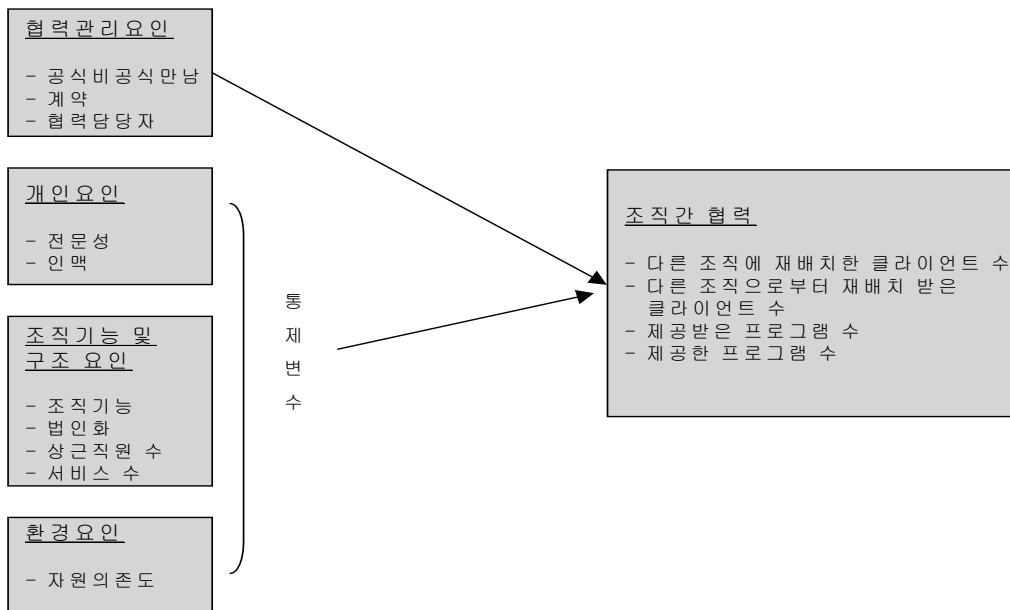 협력관리요인
- 공식비공식만남
- 계약
- 협력담당자
개인요인
- 전문성
- 인맥
조직기능 및
구조 요인
- 조직기능
- 법인화
- 상근직원 수
- 서비스 수
환경요인
- 자원의존도
통
제
변
수
조직간 협력
- 다른 조직에 재배치한 클라이언트 수
- 다른 조직으로부터 재배치 받은
클라이언트 수
- 제공받은 프로그램 수
- 제공한 프로그램 수